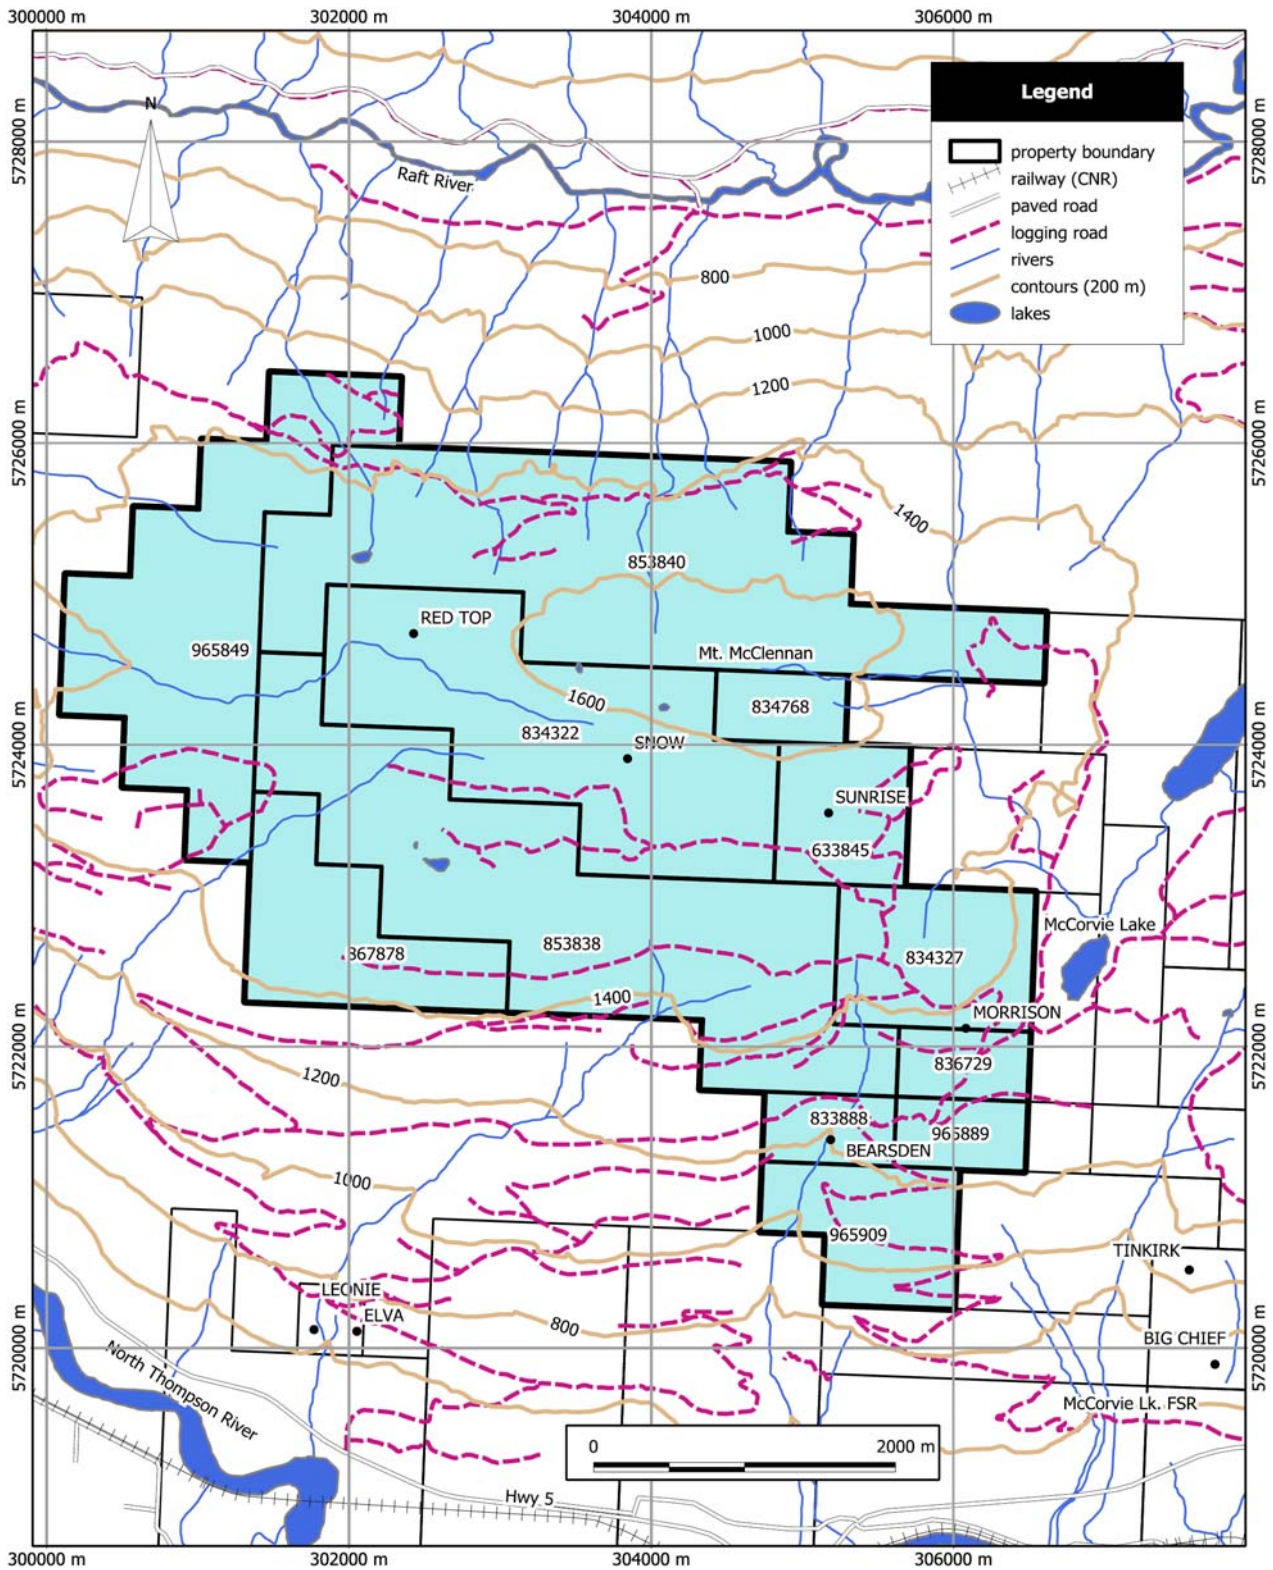 300000 m
302000 m
304000 m
306000 m
Legend
property boundary
railway (CNR)
paved road
logging road
rivers
contours (200 m)
lakes
N
5728000 m
5728000 m
Raft River
800
1000
1200
5726000 m
5726000 m
1400
853840
RED TOP
965849
Mt. McClennan
1600
834768
834322
SNOW
5724000 m
5724000 m
SUNRISE
633845
McCorvie Lake
867878
853838
834327
1400
MORRISON
5722000 m
5722000 m
836729
1200
833888
965889
BEARSDEN
1000
965909
TINKIRK
LEONIE
ELVA
800
BIG CHIEF
5720000 m
5720000 m
North Thompson River
McCorvie Lk. FSR
0
2000 m
Hwy 5
300000 m
302000 m
304000 m
306000 m